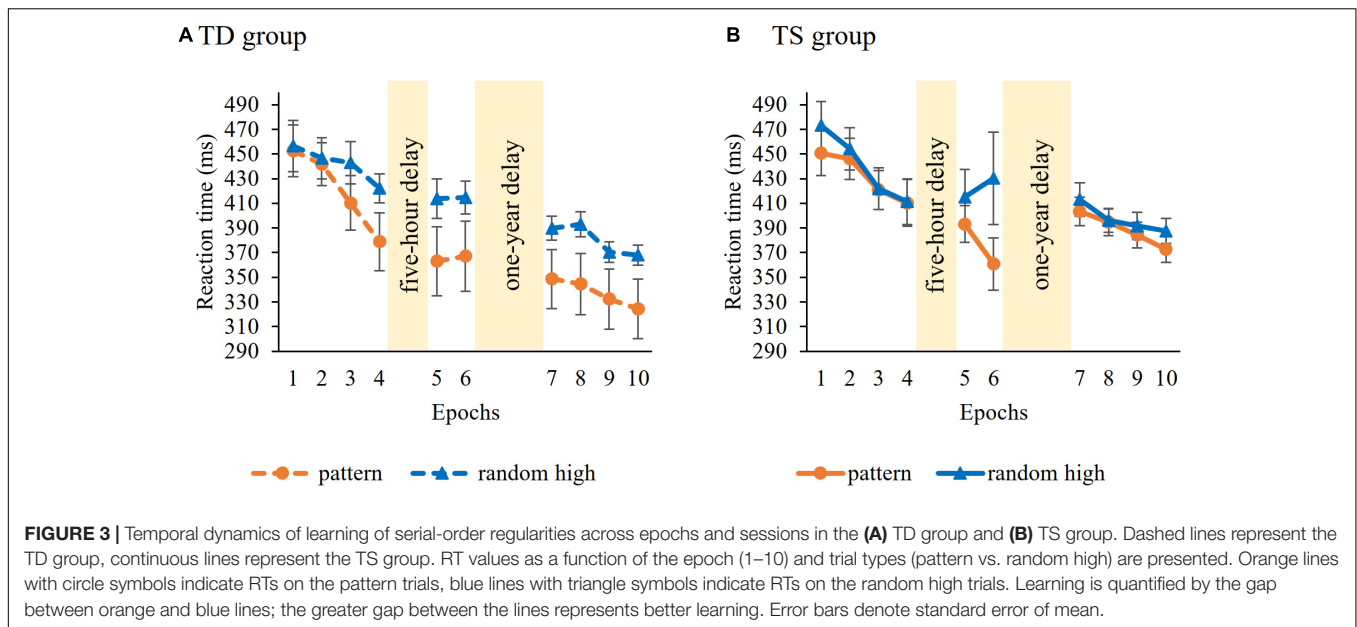 A TD group
B TS group
Reaction time (ms)
490
470
450
430
410
390
370
350
330
310
290
five-hour delay
one-year delay
1 2 3 4 5 6 7 8 9 10
Epochs
pattern random high
Reaction time (ms)
490
470
450
430
410
390
370
350
330
310
290
five-hour delay
one-year delay
1 2 3 4 5 6 7 8 9 10
Epochs
pattern random high
FIGURE 3 | Temporal dynamics of learning of serial-order regularities across epochs and sessions in the (A) TD group and (B) TS group. Dashed lines represent the
TD group, continuous lines represent the TS group. RT values as a function of the epoch (1–10) and trial types (pattern vs. random high) are presented. Orange lines
with circle symbols indicate RTs on the pattern trials, blue lines with triangle symbols indicate RTs on the random high trials. Learning is quantified by the gap
between orange and blue lines; the greater gap between the lines represents better learning. Error bars denote standard error of mean.